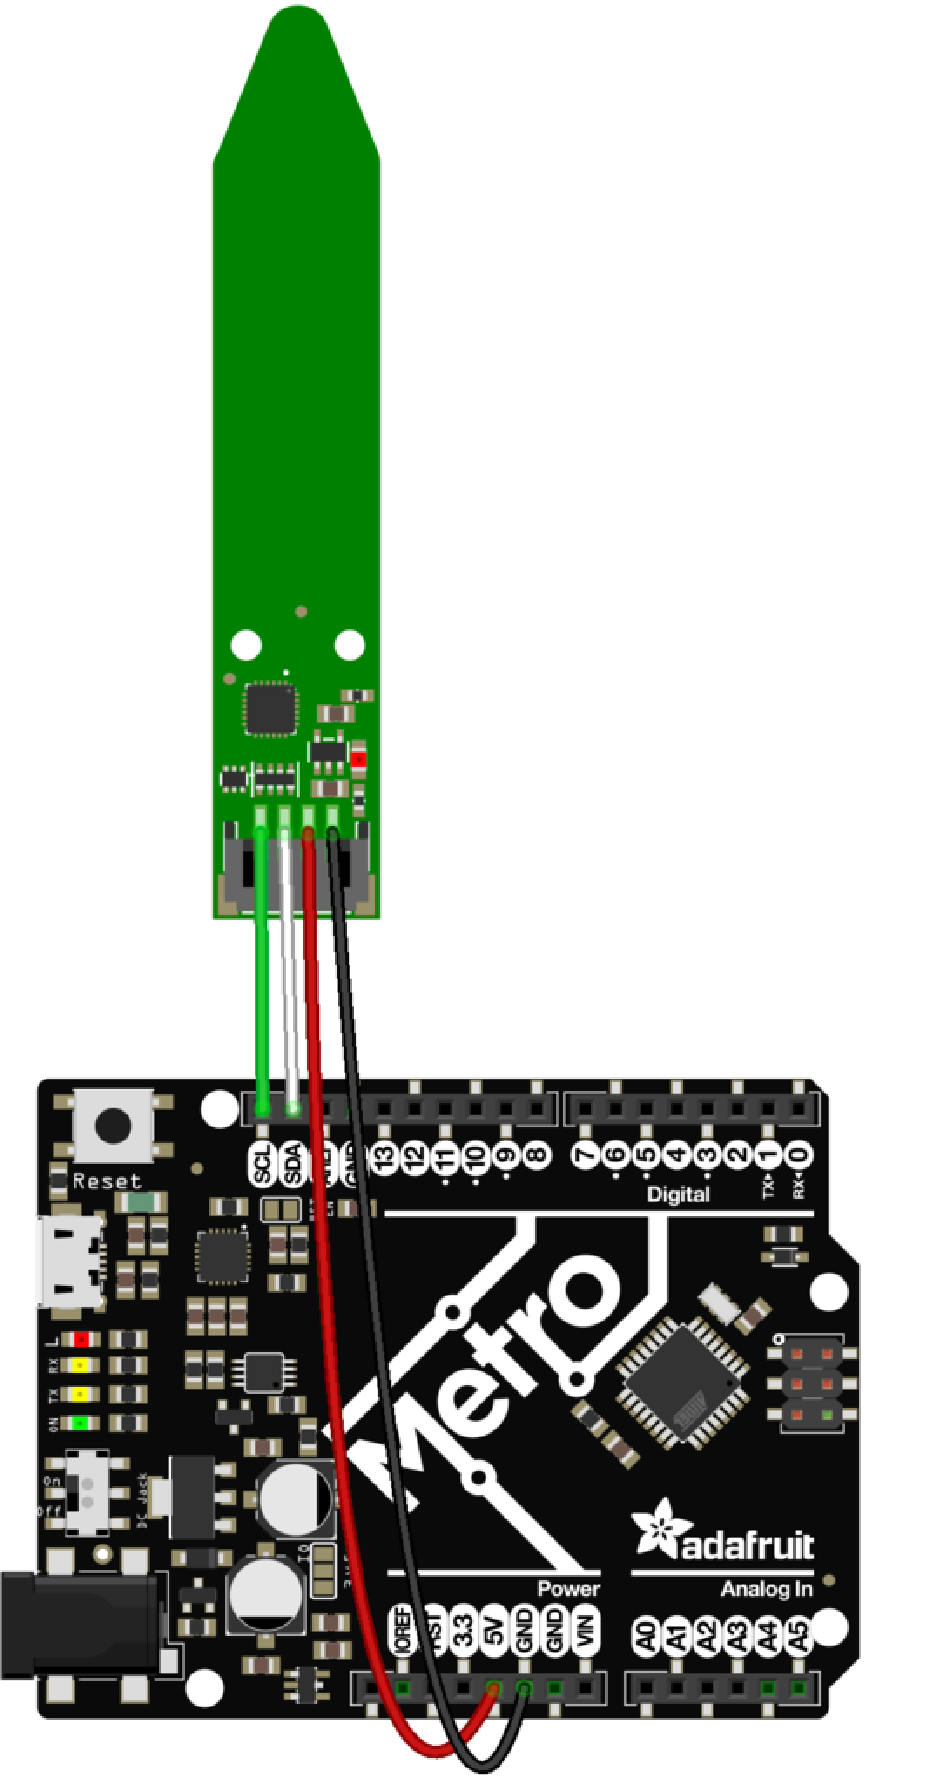 Reset
SCL SDA 13 12 11 10 9 8 7 6 5 4 3 2 1 0
TX▸ RX◂
Digital
L
RX
TX
ON
Metro
on
off
DC Jack
adafruit
Power
Analog In
IOREF 3.3 5V GND GND VIN A0 A1 A2 A3 A4 A5